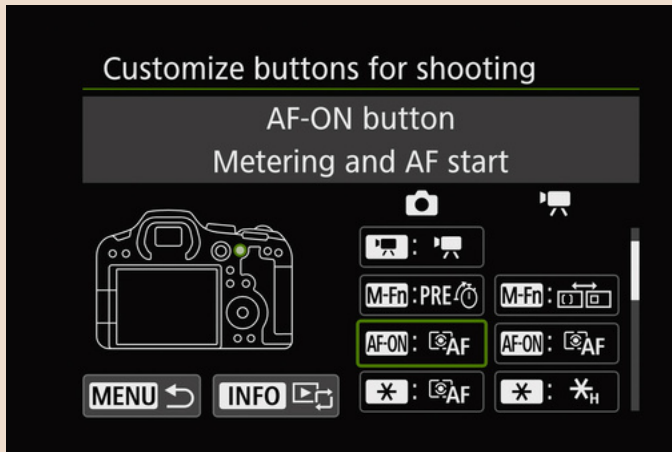 Customize buttons for shooting
AF-ON button
Metering and AF start
M-Fn : PRE M-Fn :
AF-ON : AF AF-ON : AF
MENU INFO * : AF * : *H